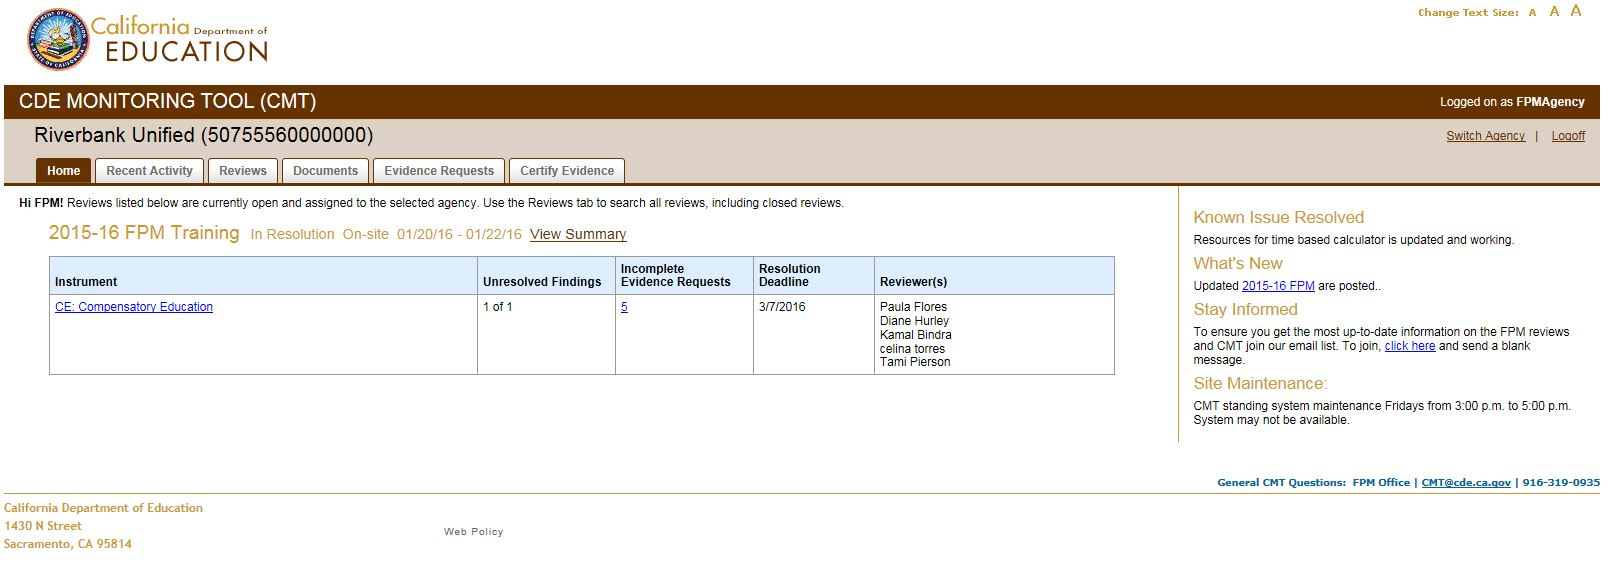 California Department of
EDUCATION
Change Text Size: A A A
CDE MONITORING TOOL (CMT)
Logged on as FPMAgency
Riverbank Unified (50755560000000)
Switch Agency | Logoff
Home Recent Activity Reviews Documents Evidence Requests Certify Evidence
Hi FPM! Reviews listed below are currently open and assigned to the selected agency. Use the Reviews tab to search all reviews, including closed reviews.
2015-16 FPM Training In Resolution On-site 01/20/16 - 01/22/16 View Summary
Instrument
Unresolved Findings
Incomplete
Evidence Requests
Resolution
Deadline
Reviewer(s)
CE: Compensatory Education
1 of 1
5
3/7/2016
Paula Flores
Diane Hurley
Kamal Bindra
celina torres
Tami Pierson
Known Issue Resolved
Resources for time based calculator is updated and working.
What's New
Updated 2015-16 FPM are posted..
Stay Informed
To ensure you get the most up-to-date information on the FPM reviews
and CMT join our email list. To join, click here and send a blank
message.
Site Maintenance:
CMT standing system maintenance Fridays from 3:00 p.m. to 5:00 p.m.
System may not be available.
General CMT Questions: FPM Office | CMT@cde.ca.gov | 916-319-0935
California Department of Education
1430 N Street
Sacramento, CA 95814
Web Policy